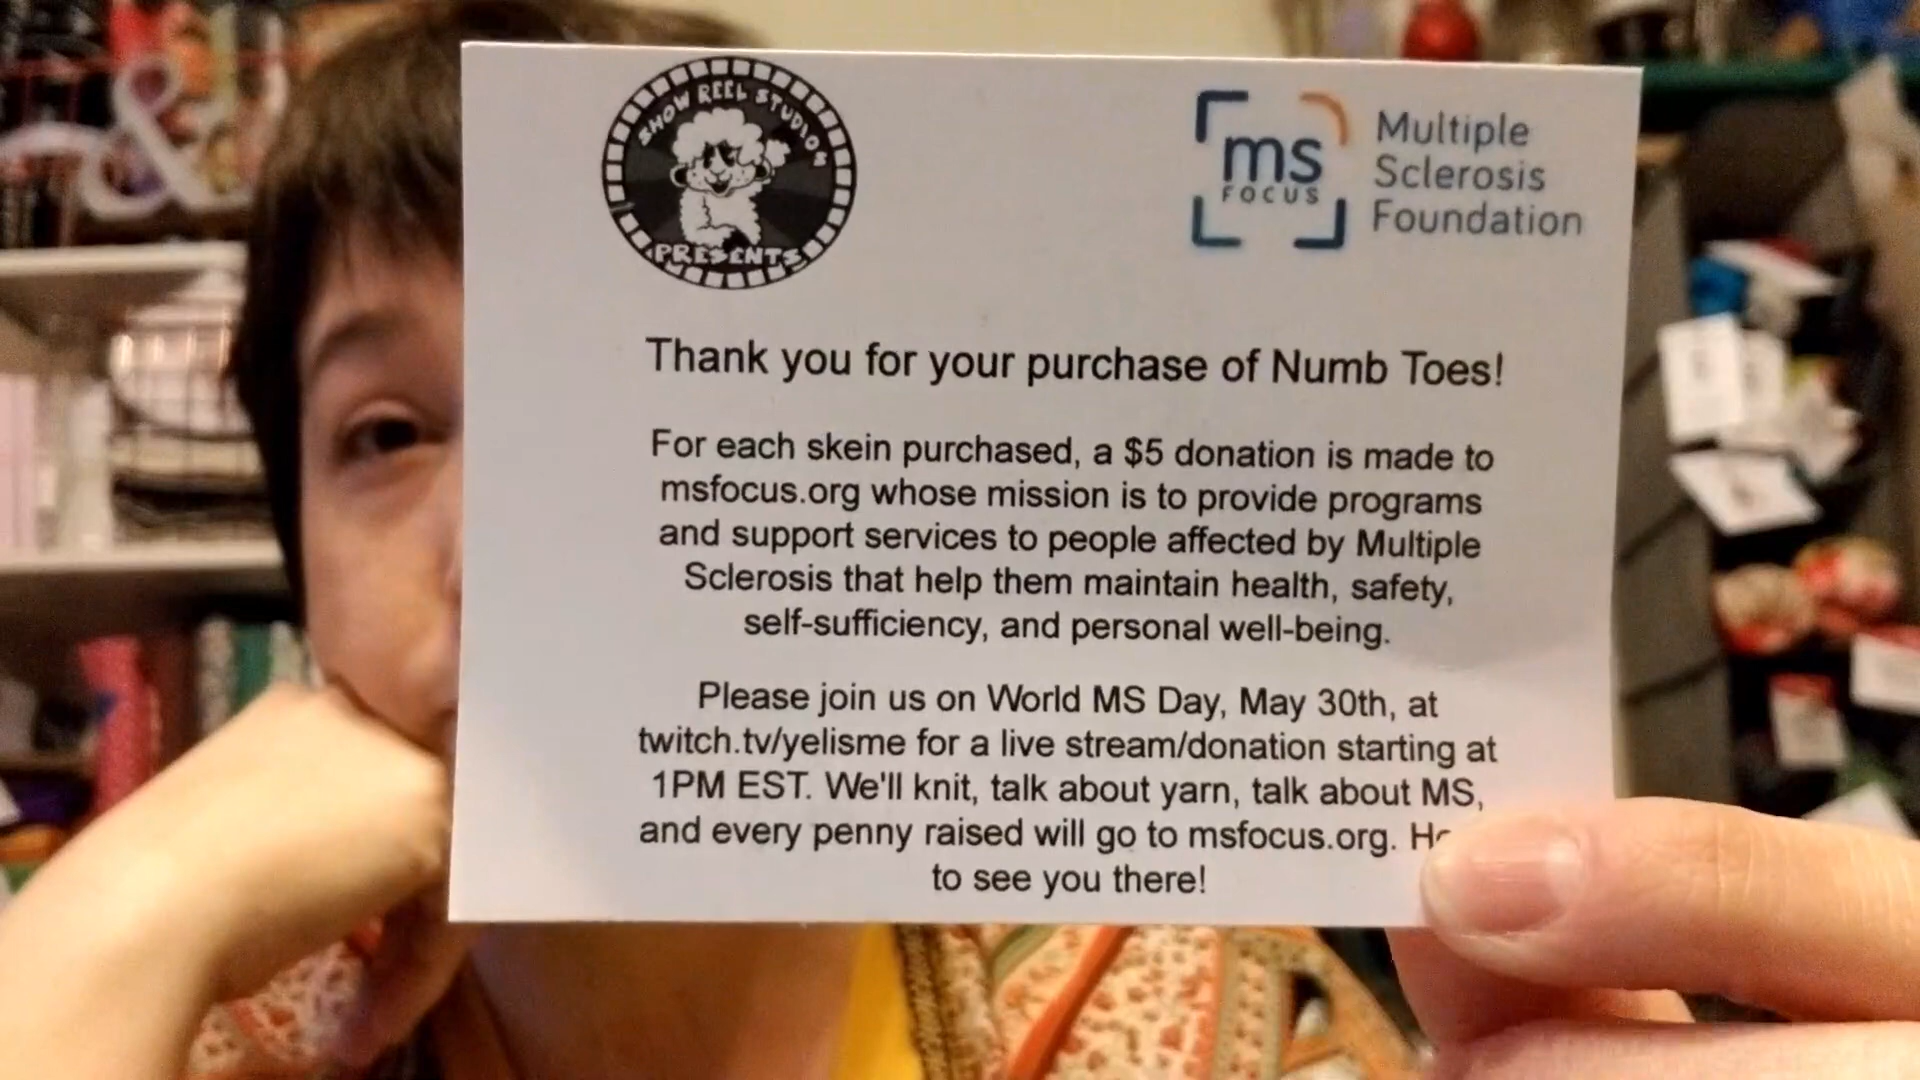 SHOW REEL STUDION
PRESENTS
ms
FOCUS
Multiple
Sclerosis
Foundation
Thank you for your purchase of Numb Toes!
For each skein purchased, a $5 donation is made to
msfocus.org whose mission is to provide programs
and support services to people affected by Multiple
Sclerosis that help them maintain health, safety,
self-sufficiency, and personal well-being.
Please join us on World MS Day, May 30th, at
twitch.tv/yelisme for a live stream/donation starting at
1PM EST. We'll knit, talk about yarn, talk about MS,
and every penny raised will go to msfocus.org.
to see you there!